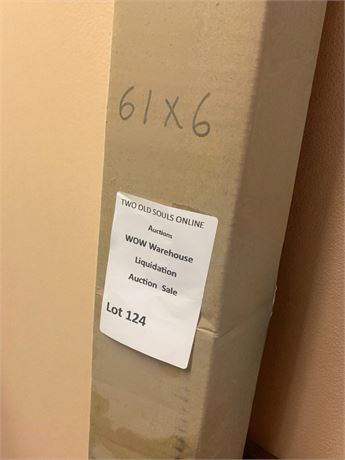 61X6
TWO OLD SOULS ONLINE
Auctions
WOW Warehouse
Liquidation
Auction Sale
Lot 124